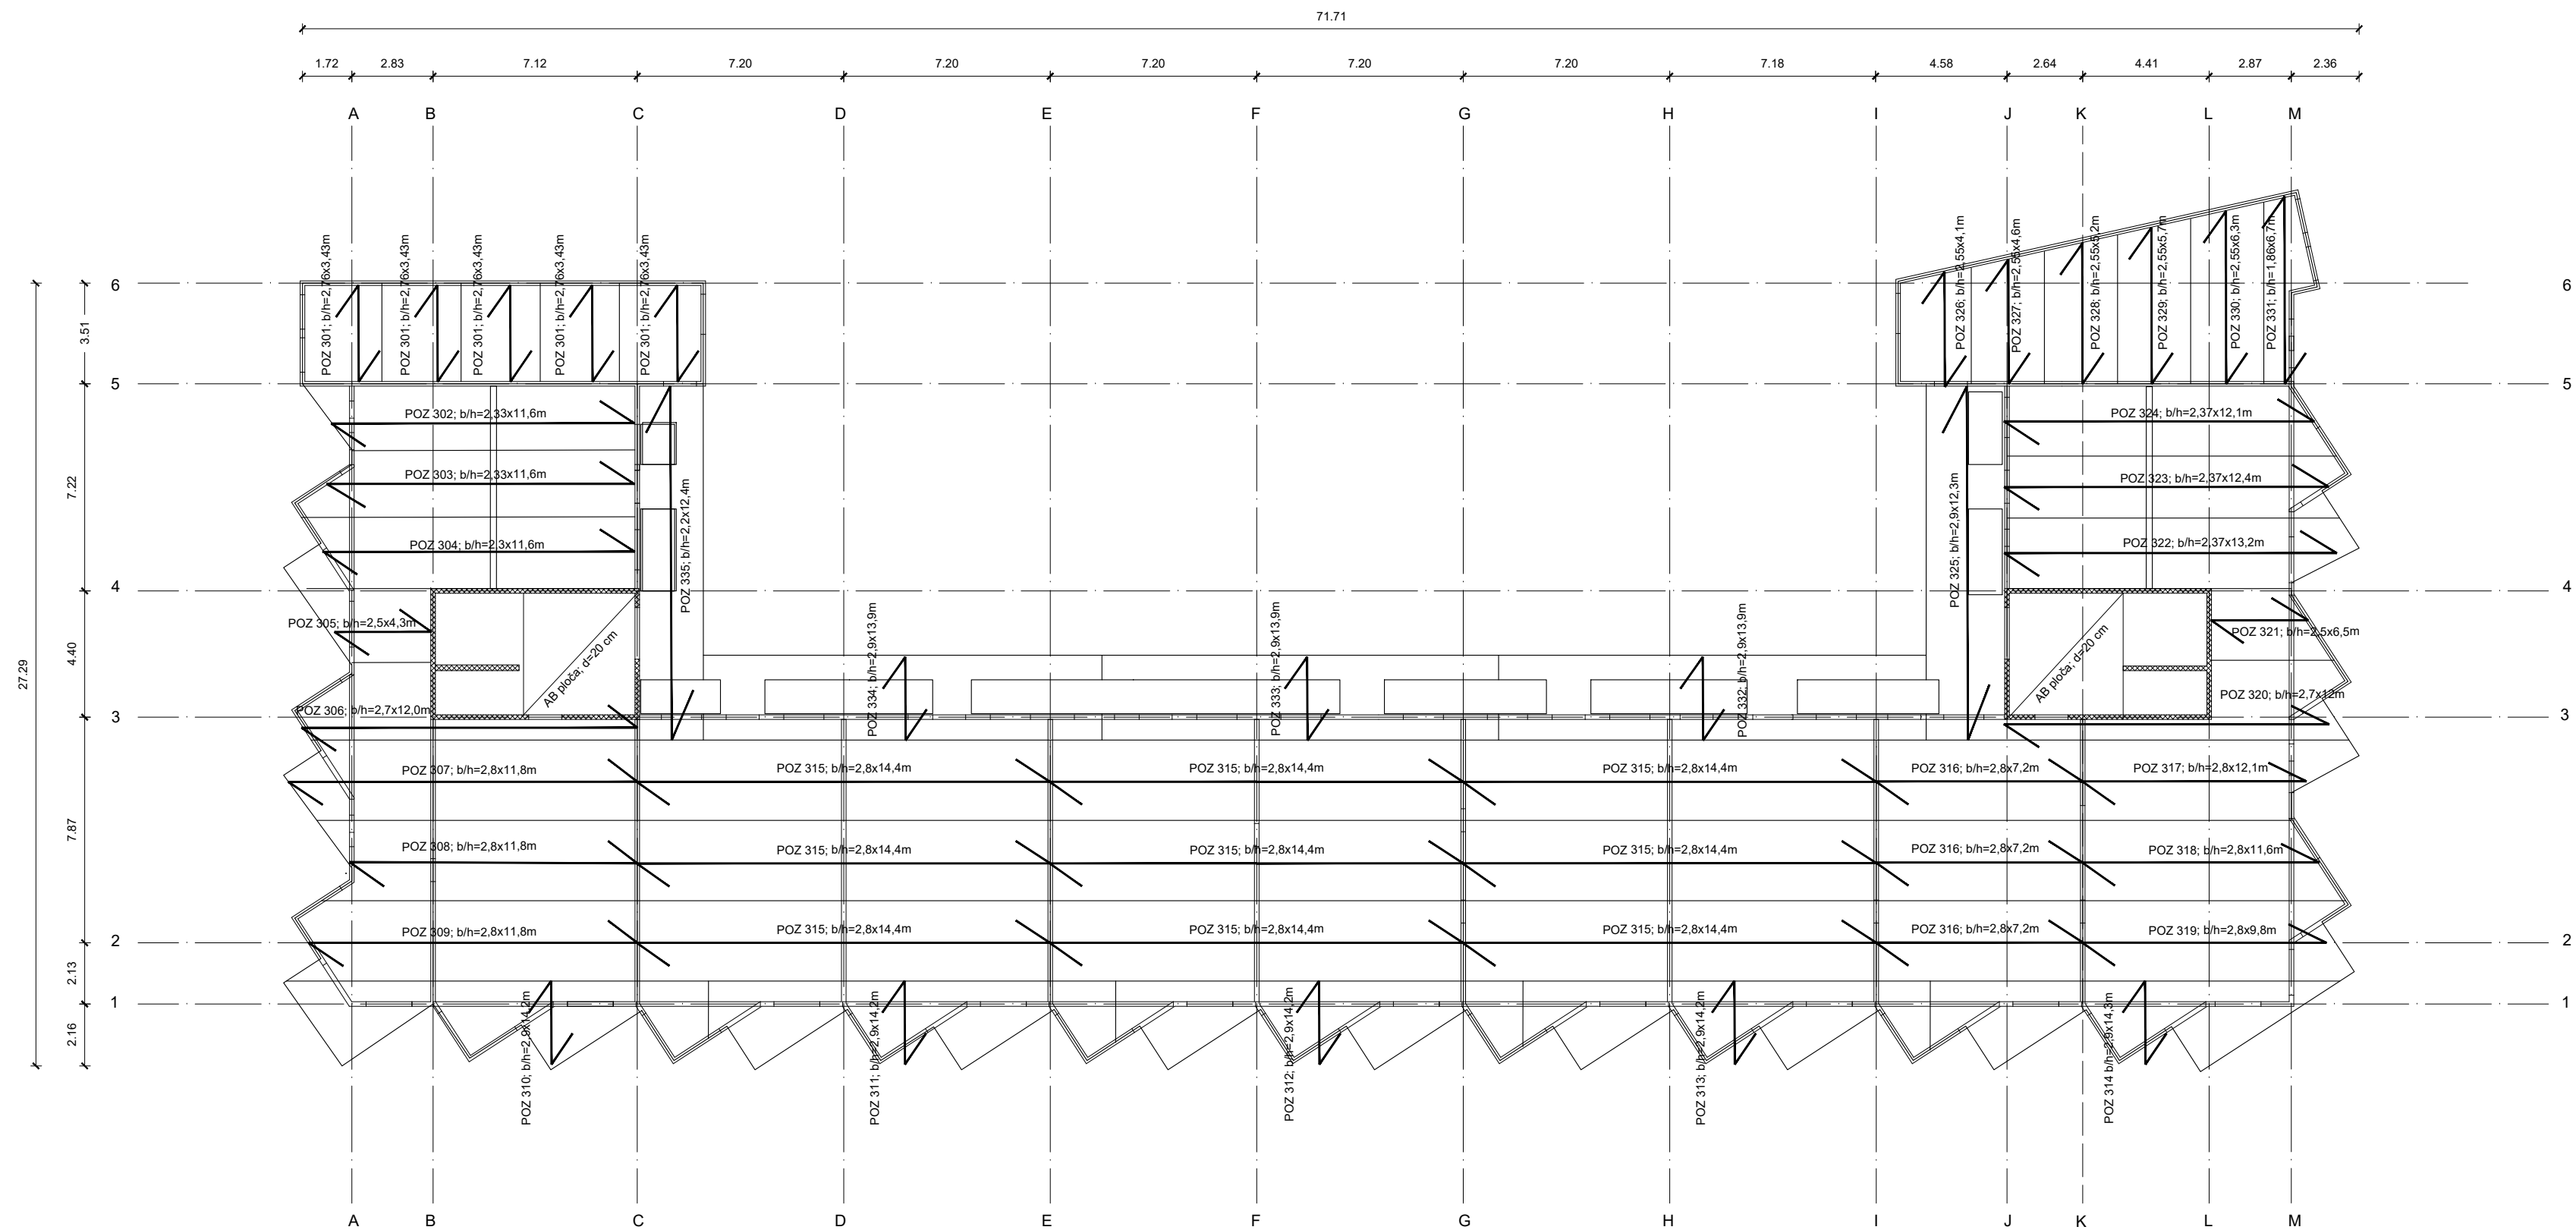 71.71
1.72 2.83 7.12 7.20 7.20 7.20 7.20 7.20 7.18 4.58 2.64 4.41 2.87 2.36
A B C D E F G H I J K L M
POZ 301; b/h=2,76x3,43m
POZ 301; b/h=2,76x3,43m
POZ 301; b/h=2,76x3,43m
POZ 301; b/h=2,76x3,43m
POZ 301; b/h=2,76x3,43m
POZ 326; b/h=2,55x4,1m
POZ 327; b/h=2,55x4,6m
POZ 328; b/h=2,55x5,2m
POZ 329; b/h=2,55x5,7m
POZ 330; b/h=2,55x6,3m
POZ 331; b/h=1,86x6,7m
6 6
3.51
5 5
POZ 302; b/h=2,33x11,6m
POZ 324; b/h=2,37x12,1m
7.22
POZ 303; b/h=2,33x11,6m
POZ 323; b/h=2,37x12,4m
POZ 304; b/h=2,3x11,6m
POZ 322; b/h=2,37x13,2m
POZ 335; b/h=2,2x12,4m
POZ 325; b/h=2,9x12,3m
4 4
POZ 305; b/h=2,5x4,3m
POZ 321; b/h=2,5x6,5m
4.40
27.29
AB ploča; d=20 cm
AB ploča; d=20 cm
POZ 334; b/h=2,9x13,9m
POZ 333; b/h=2,9x13,9m
POZ 332; b/h=2,9x13,9m
POZ 306; b/h=2,7x12,0m
POZ 320; b/h=2,7x12m
3 3
POZ 307; b/h=2,8x11,8m
POZ 315; b/h=2,8x14,4m
POZ 315; b/h=2,8x14,4m
POZ 315; b/h=2,8x14,4m
POZ 316; b/h=2,8x7,2m
POZ 317; b/h=2,8x12,1m
7.87
POZ 308; b/h=2,8x11,8m
POZ 315; b/h=2,8x14,4m
POZ 315; b/h=2,8x14,4m
POZ 315; b/h=2,8x14,4m
POZ 316; b/h=2,8x7,2m
POZ 318; b/h=2,8x11,6m
POZ 309; b/h=2,8x11,8m
POZ 315; b/h=2,8x14,4m
POZ 315; b/h=2,8x14,4m
POZ 315; b/h=2,8x14,4m
POZ 316; b/h=2,8x7,2m
POZ 319; b/h=2,8x9,8m
2 2
2.13
1 1
2.16
POZ 310; b/h=2,9x14,2m
POZ 311; b/h=2,9x14,2m
POZ 312; b/h=2,9x14,2m
POZ 313; b/h=2,9x14,2m
POZ 314 b/h=2,9x14,3m
A B C D E F G H I J K L M